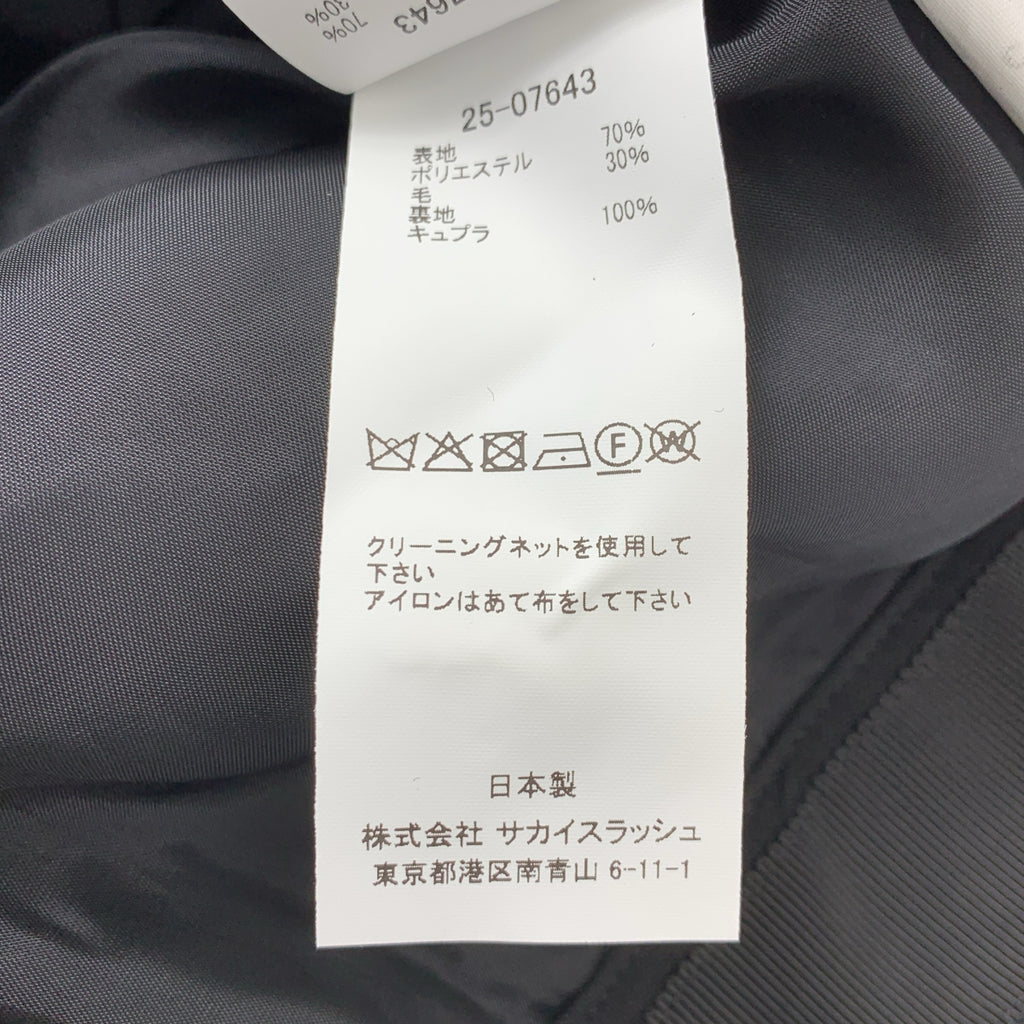 7643
70%
30%
25-07643
表地
ポリエステル 70%
毛 30%
裏地
キュプラ 100%
F W
クリーニングネットを使用して
下さい
アイロンはあて布をして下さい
日本製
株式会社 サカイスラッシュ
東京都港区南青山 6-11-1